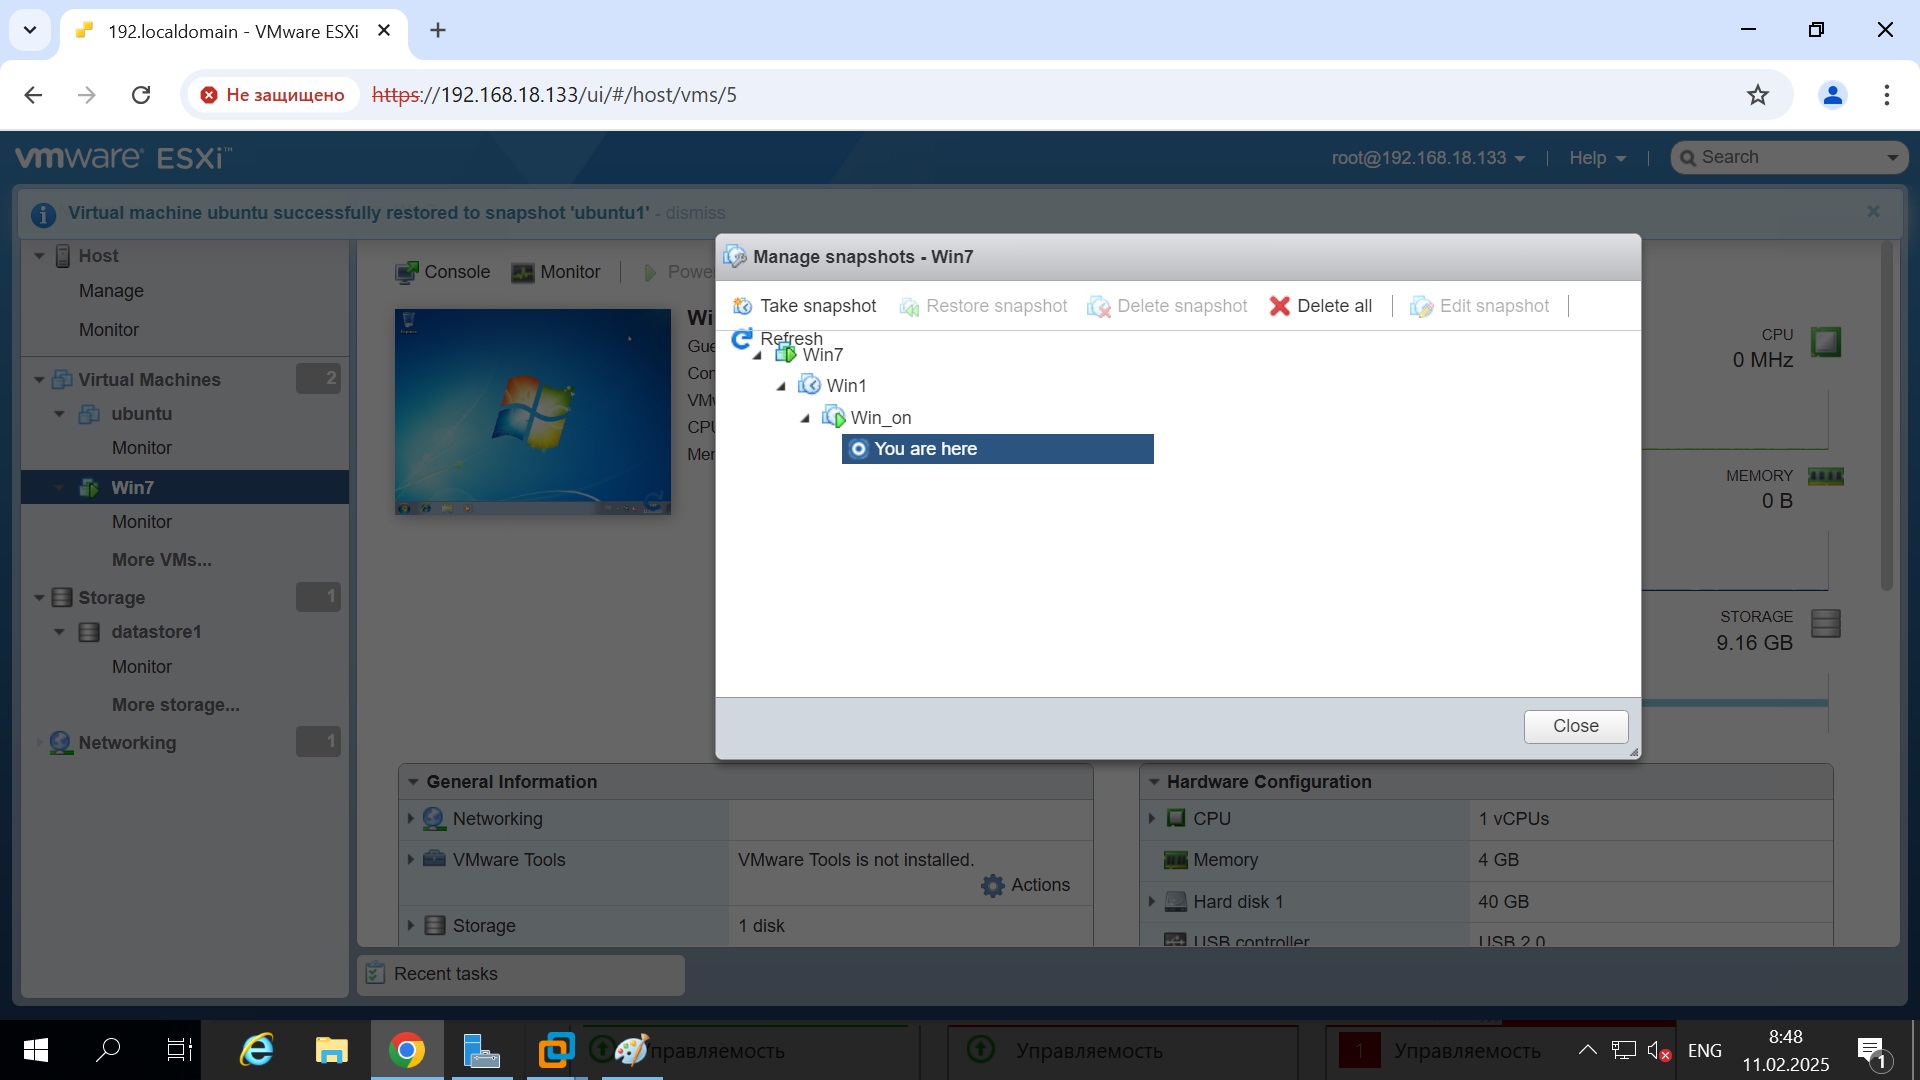 192.localdomain - VMware ESXi
Не защищено https://192.168.18.133/ui/#/host/vms/5
vmware ESXi™
root@192.168.18.133
Help
Search
Virtual machine ubuntu successfully restored to snapshot 'ubuntu1' - dismiss
Host
Manage
Monitor
Virtual Machines 2
ubuntu
Monitor
Win7
Monitor
More VMs...
Storage 1
datastore1
Monitor
More storage...
Networking 1
Console
Monitor
Powe
Wi
Gue
Con
VMv
CPU
Mer
Manage snapshots - Win7
Take snapshot
Restore snapshot
Delete snapshot
Delete all
Edit snapshot
Refresh
Win7
Win1
Win_on
You are here
Close
CPU
0 MHz
MEMORY
0 B
STORAGE
9.16 GB
General Information
Networking
VMware Tools VMware Tools is not installed.
Actions
Storage 1 disk
Hardware Configuration
CPU 1 vCPUs
Memory 4 GB
Hard disk 1 40 GB
USB controller USB 2.0
Recent tasks
правляемость
Управляемость
1 Управляемость
ENG
8:48
11.02.2025
1